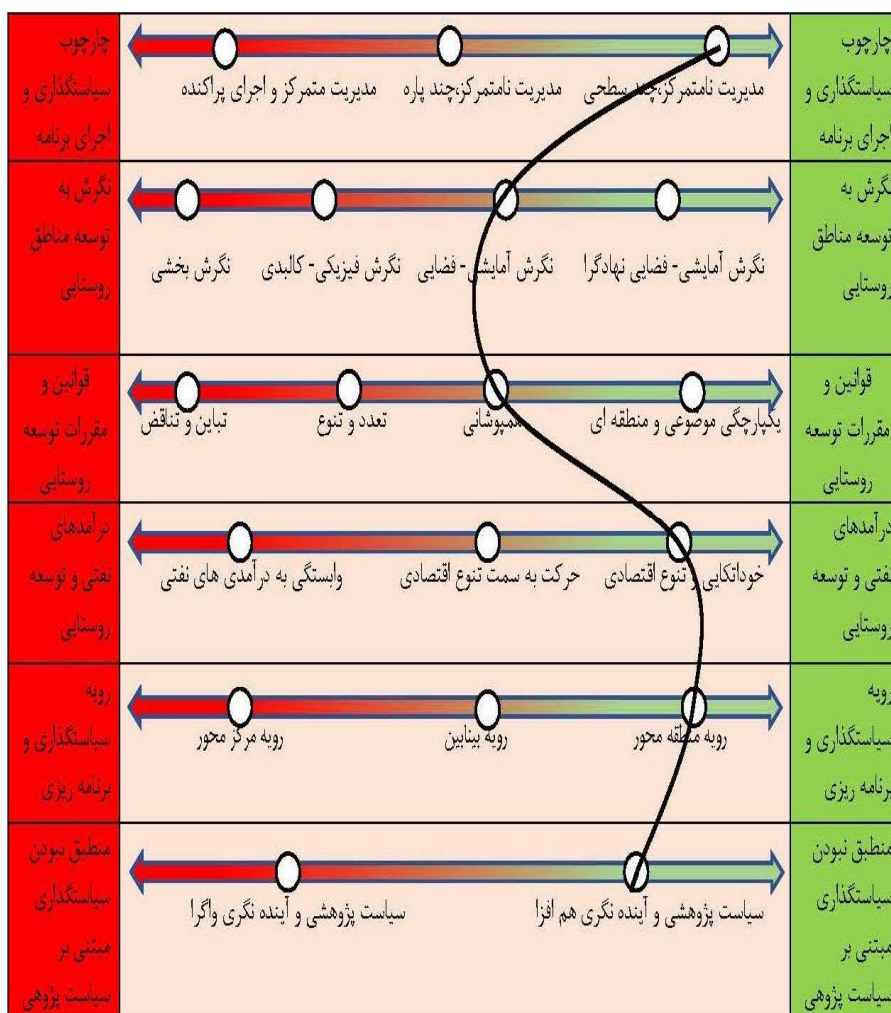 چارچوب
سیاستگذاری و
اجرای برنامه
مدیریت نامتمرکز،چند سطحی
مدیریت نامتمرکز،چند پاره
مدیریت متمرکز و اجرای پراکنده
چارچوب
سیاستگذاری و
اجرای برنامه
نگرش به
توسعه مناطق
روستایی
نگرش آمایشی- فضایی نهادگرا
نگرش آمایشی- فضایی
نگرش فیزیکی- کالبدی
نگرش بخشی
نگرش به
توسعه مناطق
روستایی
قوانین و
مقررات توسعه
روستایی
یکپارچگی موضوعی و منطقه ای
همپوشانی
تعدد و تنوع
تباین و تناقض
قوانین و
مقررات توسعه
روستایی
درآمدهای
نفتی و توسعه
روستایی
خوداتکایی و تنوع اقتصادی
حرکت به سمت تنوع اقتصادی
وابستگی به درآمدی های نفتی
درآمدهای
نفتی و توسعه
روستایی
رویه
سیاستگذاری و
برنامه ریزی
رویه منطقه محور
رویه بینابین
رویه مرکز محور
رویه
سیاستگذاری و
برنامه ریزی
منطبق نبودن
سیاستگذاری
مبتنی بر
سیاست پژوهی
سیاست پژوهشی و آینده نگری هم افزا
سیاست پژوهشی و آینده نگری واگرا
منطبق نبودن
سیاستگذاری
مبتنی بر
سیاست پژوهی